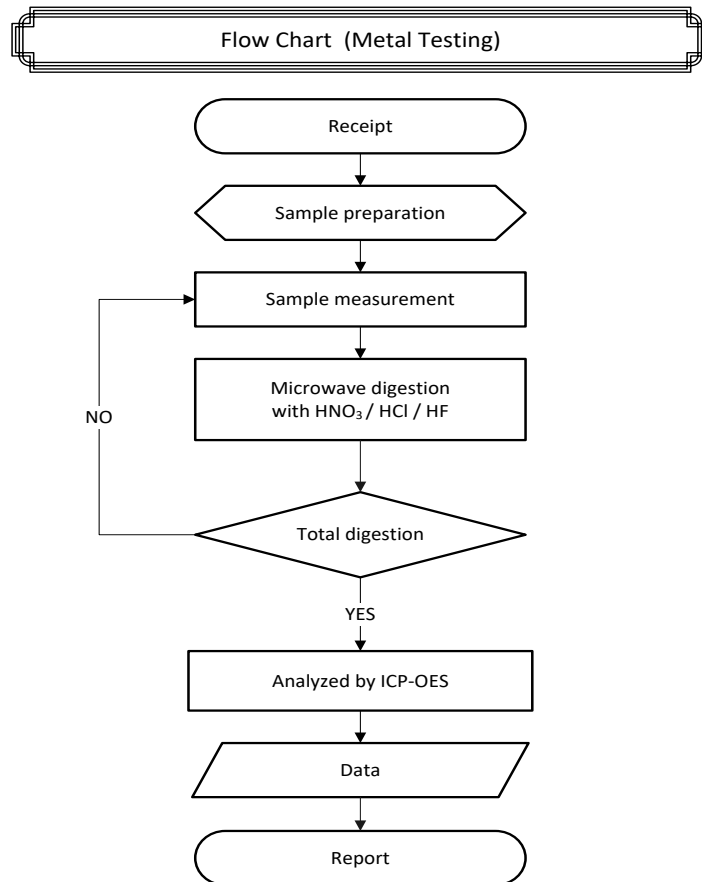 Flow Chart (Metal Testing)
Receipt
Sample preparation
Sample measurement
Microwave digestion
with HNO₃ / HCl / HF
NO
Total digestion
YES
Analyzed by ICP-OES
Data
Report